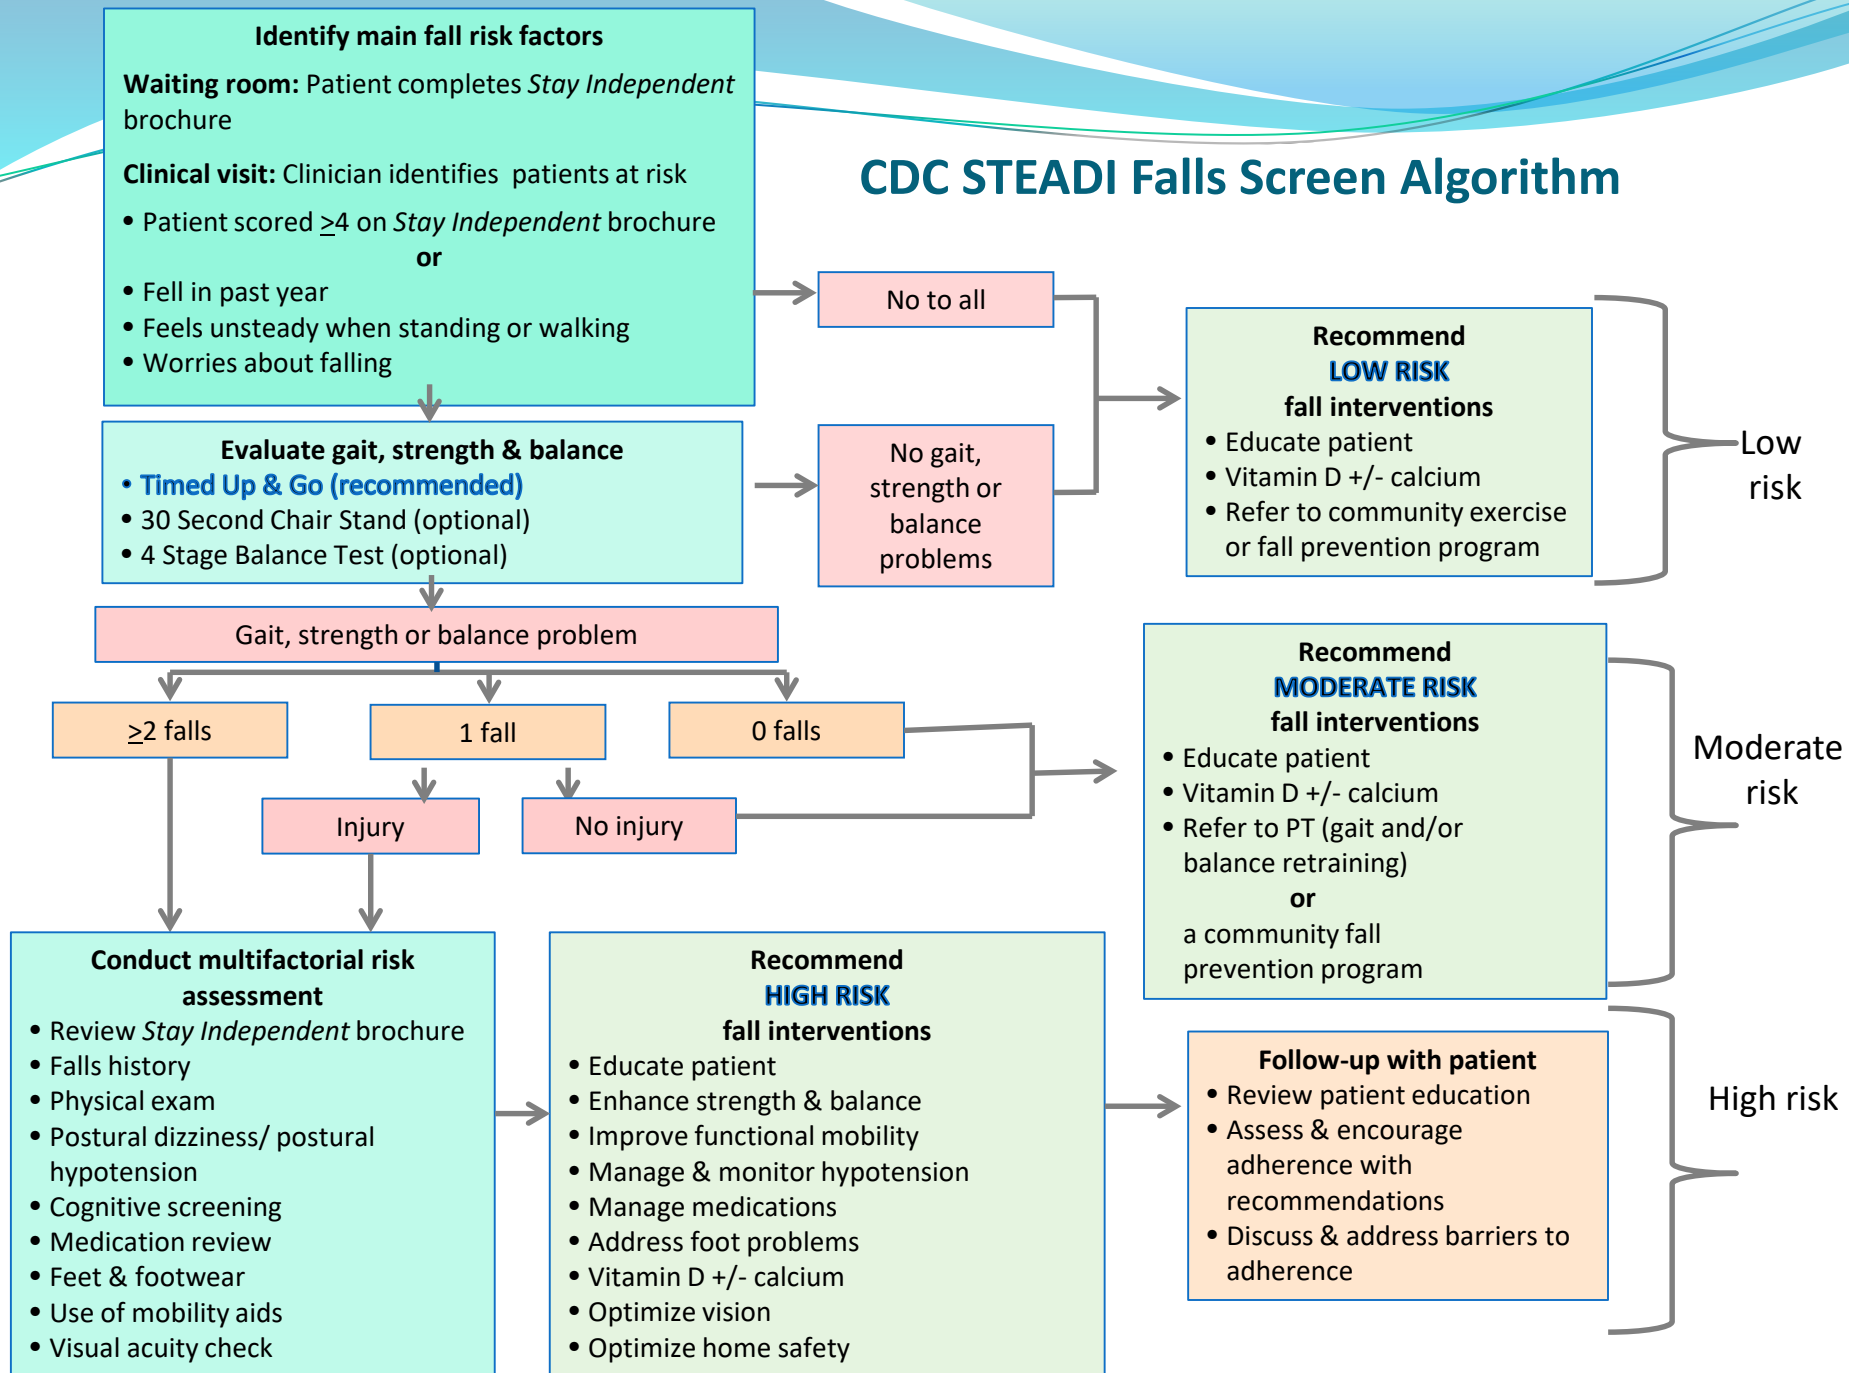 Identify main fall risk factors
Waiting room: Patient completes Stay Independent
brochure
Clinical visit: Clinician identifies patients at risk
• Patient scored >4 on Stay Independent brochure
or
• Fell in past year
• Feels unsteady when standing or walking
• Worries about falling
CDC STEADI Falls Screen Algorithm
No to all
Evaluate gait, strength & balance
• Timed Up & Go (recommended)
• 30 Second Chair Stand (optional)
• 4 Stage Balance Test (optional)
No gait,
strength or
balance
problems
Recommend
LOW RISK
fall interventions
• Educate patient
• Vitamin D +/- calcium
• Refer to community exercise
or fall prevention program
Low
risk
Gait, strength or balance problem
≥2 falls
1 fall
0 falls
Injury
No injury
Recommend
MODERATE RISK
fall interventions
• Educate patient
• Vitamin D +/- calcium
• Refer to PT (gait and/or
balance retraining)
or
a community fall
prevention program
Moderate
risk
Conduct multifactorial risk
assessment
• Review Stay Independent brochure
• Falls history
• Physical exam
• Postural dizziness/ postural
hypotension
• Cognitive screening
• Medication review
• Feet & footwear
• Use of mobility aids
• Visual acuity check
Recommend
HIGH RISK
fall interventions
• Educate patient
• Enhance strength & balance
• Improve functional mobility
• Manage & monitor hypotension
• Manage medications
• Address foot problems
• Vitamin D +/- calcium
• Optimize vision
• Optimize home safety
Follow-up with patient
• Review patient education
• Assess & encourage
adherence with
recommendations
• Discuss & address barriers to
adherence
High risk